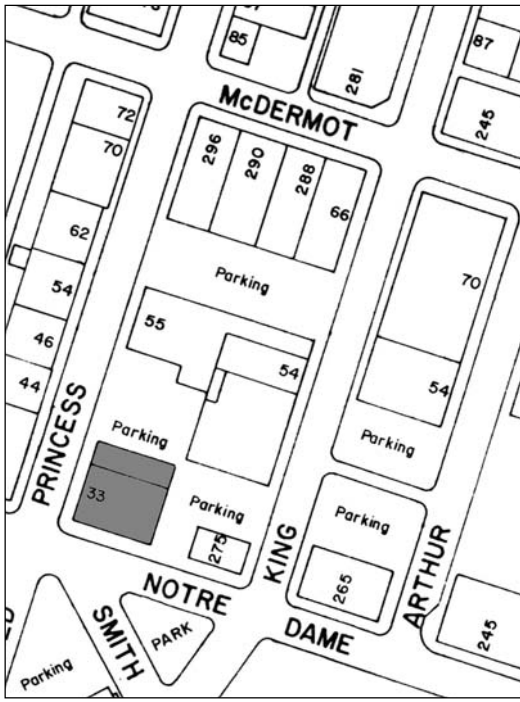 85
87
281
245
McDERMOT
72
70
296
290
288
66
62
54
46
44
Parking
70
55
54
54
Parking
Parking
PRINCESS
33
Parking
275
KING
Parking
265
ARTHUR
NOTRE
DAME
SMITH
PARK
Parking
245